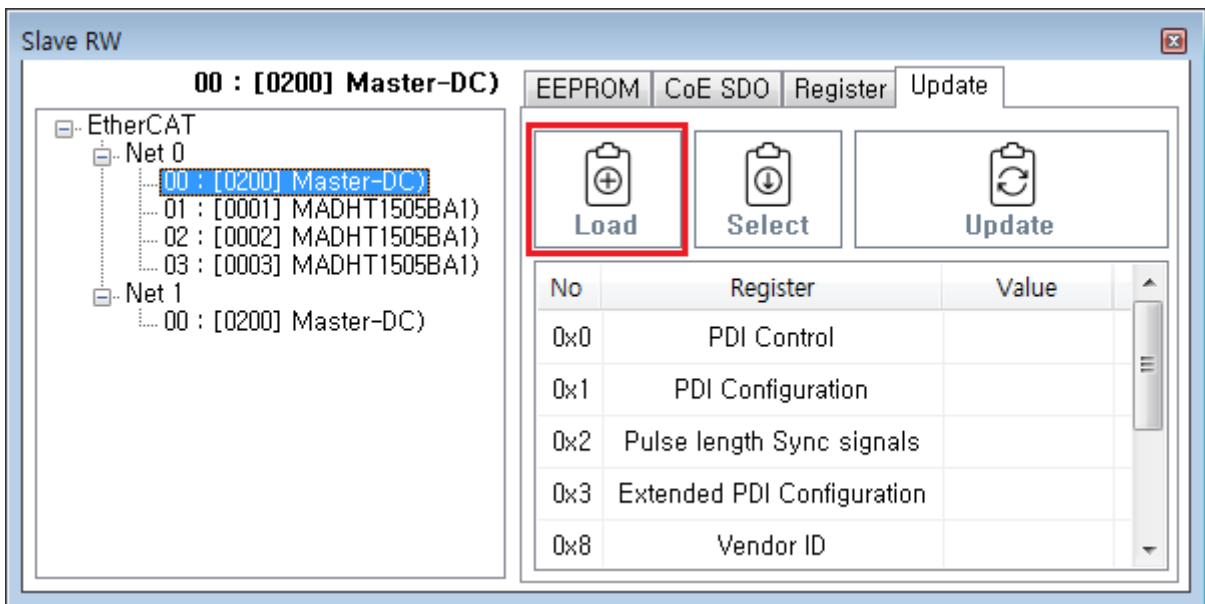 Slave RW
00 : [0200] Master-DC)
EtherCAT
Net 0
00 : [0200] Master-DC)
01 : [0001] MADHT1505BA1)
02 : [0002] MADHT1505BA1)
03 : [0003] MADHT1505BA1)
Net 1
00 : [0200] Master-DC)
EEPROM CoE SDO Register Update
Load Select Update
No Register Value
0x0 PDI Control
0x1 PDI Configuration
0x2 Pulse length Sync signals
0x3 Extended PDI Configuration
0x8 Vendor ID